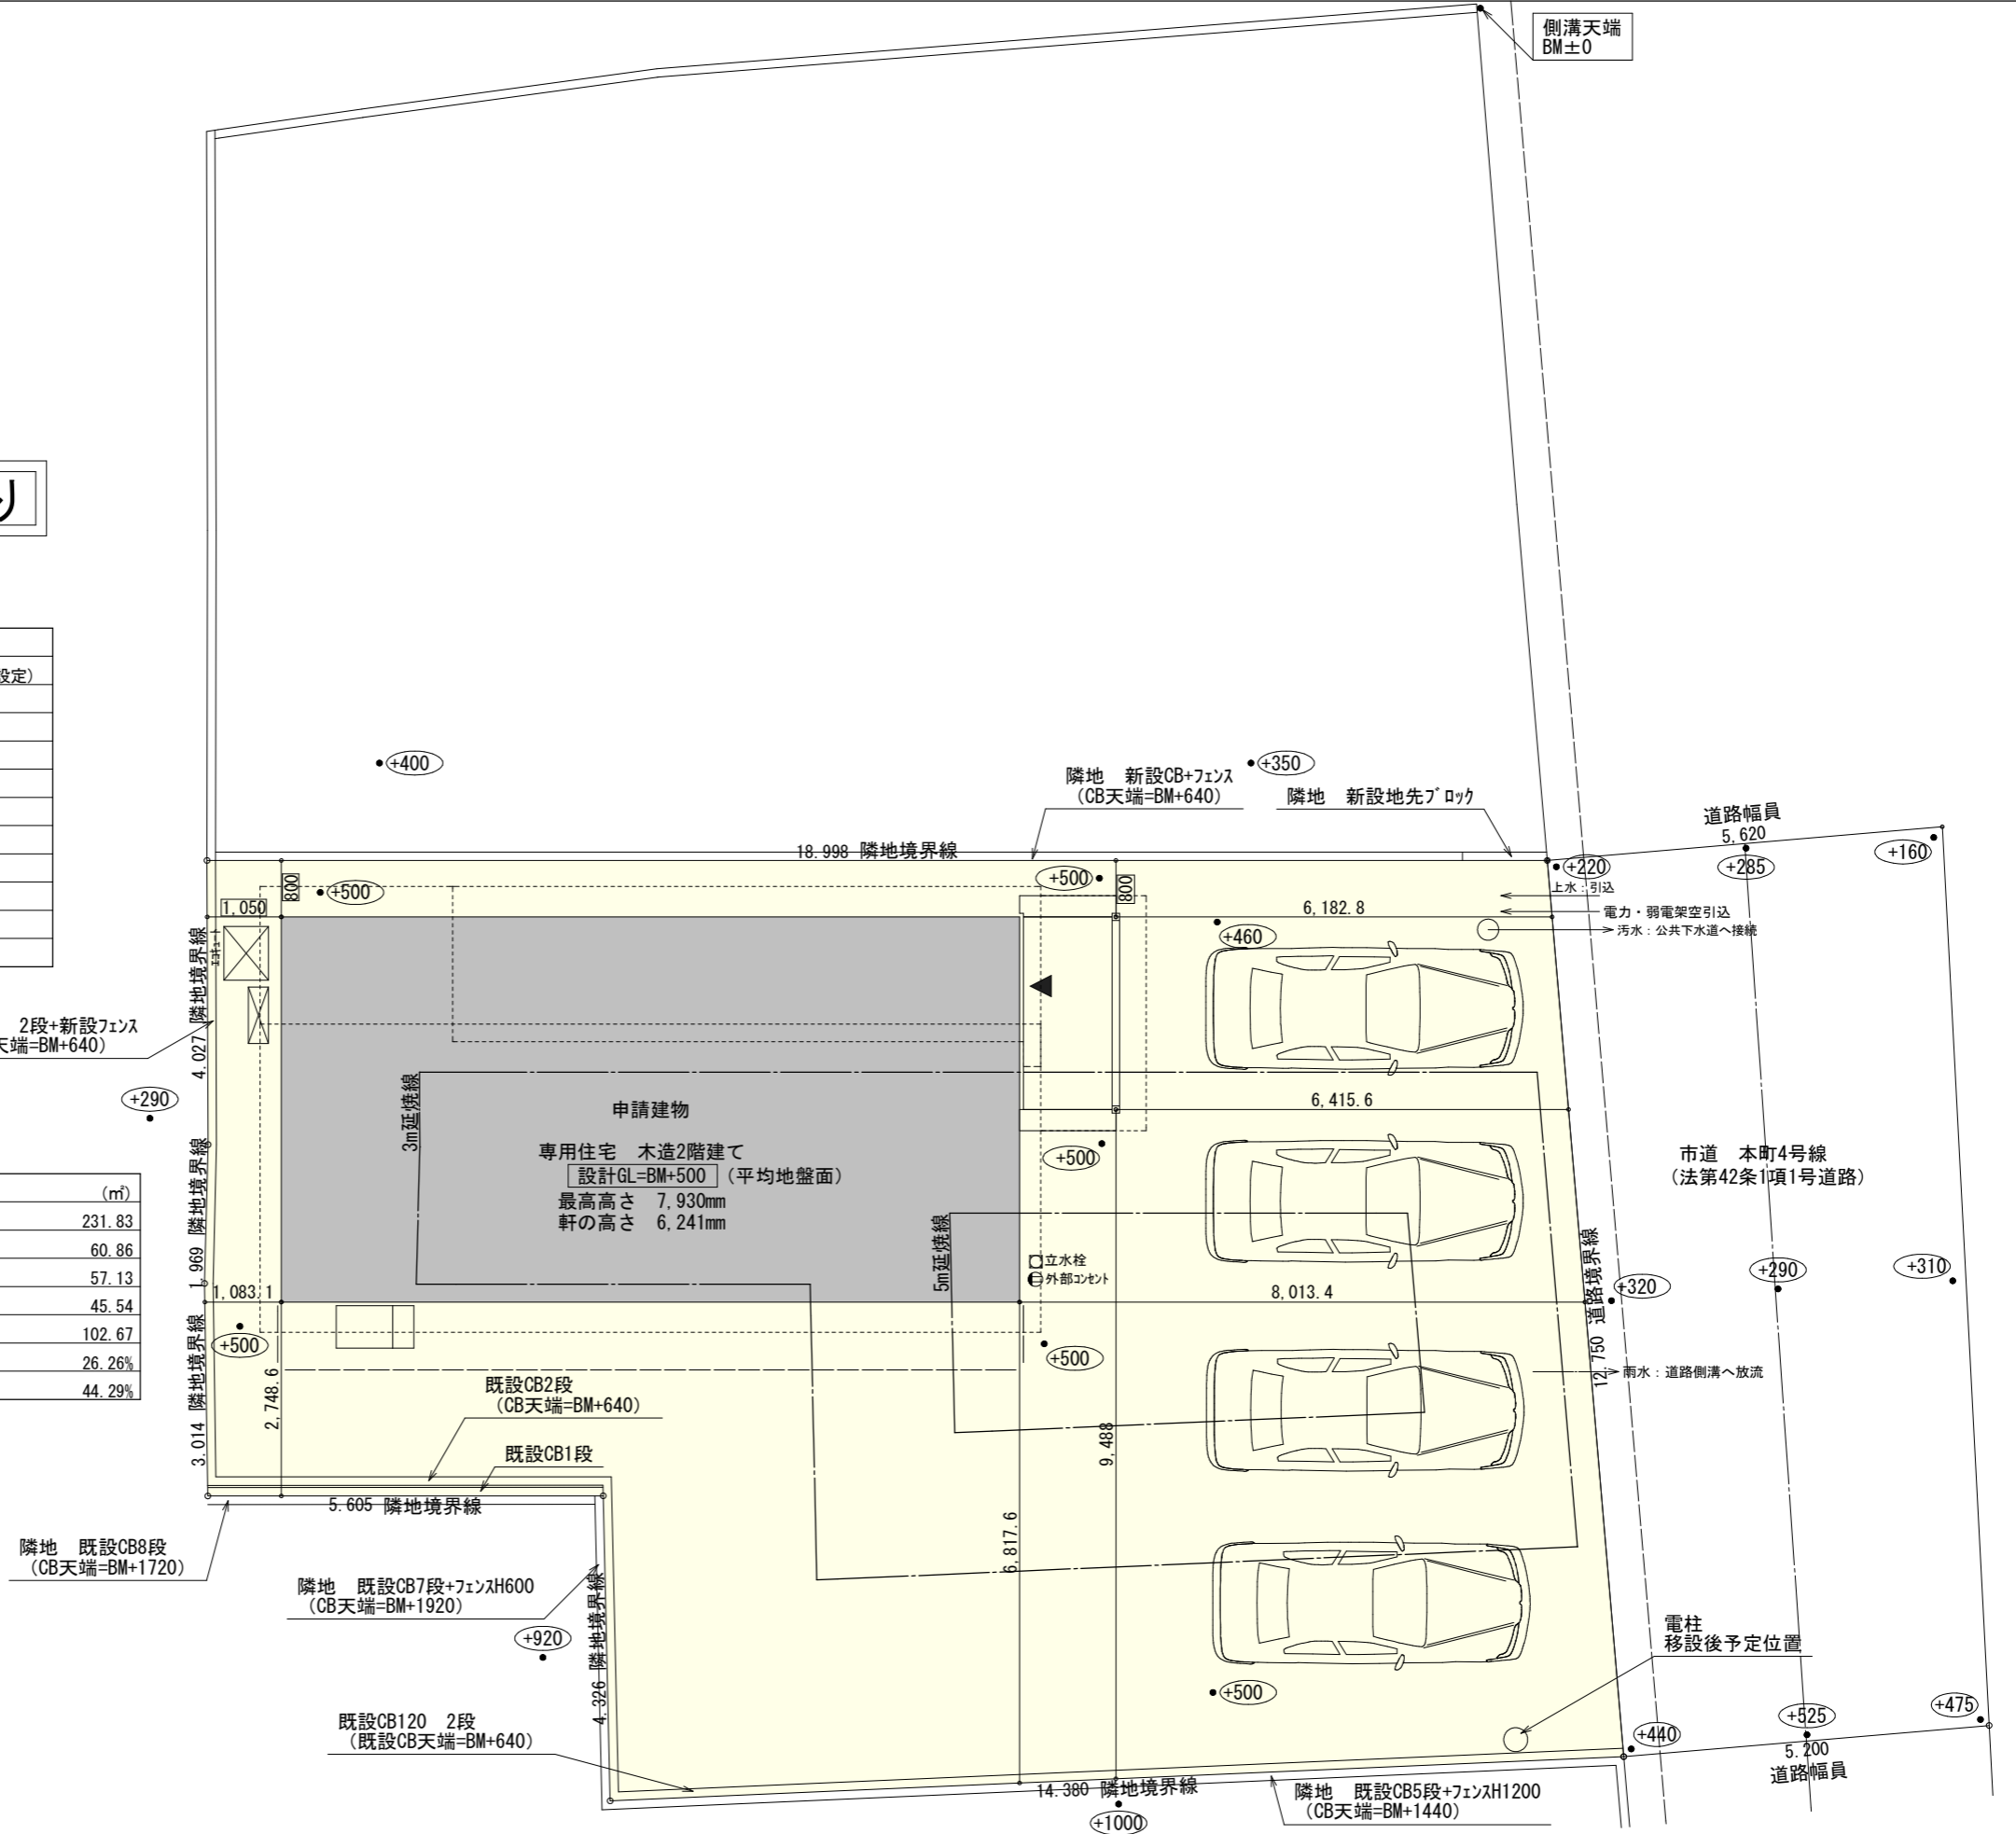 側溝天端
BM±0
り
設定)
+400
+350
隣地　新設CB+フェンス
(CB天端=BM+640)
隣地　新設地先ブロック
道路幅員
5,620
+285
+160
18.998 隣地境界線
+220
上水：引込
電力・弱電架空引込
汚水：公共下水道へ接続
800
+500
+500
800
1,050
6,182.8
+460
エコキュート
4.027 隣地境界線
2段+新設フェンス
天端=BM+640)
+290
3m延焼線
申請建物
専用住宅　木造2階建て
設計GL=BM+500 (平均地盤面)
最高高さ　7,930mm
軒の高さ　6,241mm
6,415.6
+500
市道　本町4号線
(法第42条1項1号道路)
1.969 隣地境界線
(㎡)
231.83
60.86
57.13
45.54
102.67
26.26%
44.29%
5m延焼線
立水栓
外部コンセント
1,083.1
8,013.4
+320
+290
+310
12.750 道路境界線
+500
+500
雨水：道路側溝へ放流
3.014 隣地境界線
2,748.6
既設CB2段
(CB天端=BM+640)
既設CB1段
9,488
5.605 隣地境界線
6,817.6
隣地　既設CB8段
(CB天端=BM+1720)
隣地　既設CB7段+フェンスH600
(CB天端=BM+1920)
+920
4.326 隣地境界線
電柱
移設後予定位置
+500
既設CB120　2段
(既設CB天端=BM+640)
+440
+525
+475
5.200
道路幅員
14.380 隣地境界線
+1000
隣地　既設CB5段+フェンスH1200
(CB天端=BM+1440)